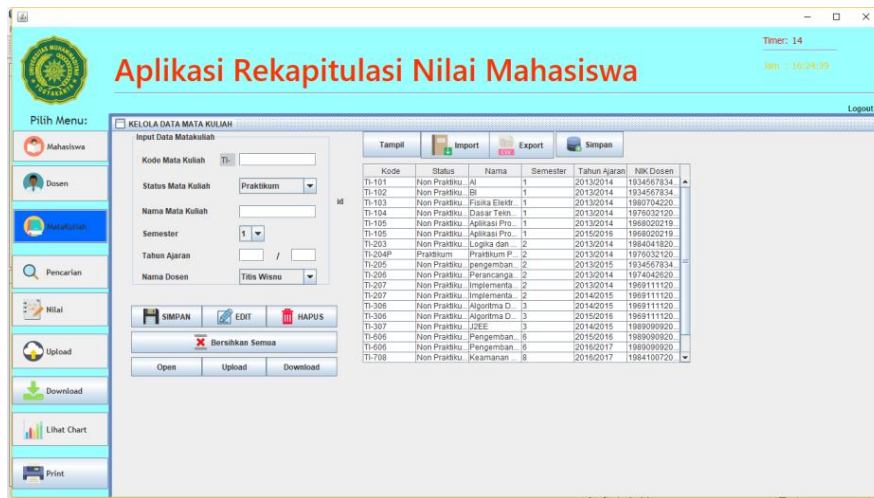 Timer: 14
Jam : 16:24:39
Aplikasi Rekapitulasi Nilai Mahasiswa
Logout
Pilih Menu:
Mahasiswa
Dosen
MataKuliah
Pencarian
Nilai
Upload
Download
Lihat Chart
Print
KELOLA DATA MATA KULIAH
Input Data Matakuliah
Kode Mata Kuliah TI-
Status Mata Kuliah Praktikum
Nama Mata Kuliah
id
Semester 1
Tahun Ajaran /
Nama Dosen Titis Wisnu
SIMPAN EDIT HAPUS
Bersihkan Semua
Open Upload Download
Tampil Import Export Simpan
Kode Status Nama Semester Tahun Ajaran NIK Dosen
TI-101 Non Praktiku... AI 1 2013/2014 1934567834...
TI-102 Non Praktiku... BI 1 2013/2014 1934567834...
TI-103 Non Praktiku... Fisika Elektr... 1 2013/2014 1980704220...
TI-104 Non Praktiku... Dasar Tekn... 1 2013/2014 1976032120...
TI-105 Non Praktiku... Aplikasi Pro... 1 2013/2014 1968020219...
TI-105 Non Praktiku... Aplikasi Pro... 1 2015/2016 1968020219...
TI-203 Non Praktiku... Logika dan ... 2 2013/2014 1984041820...
TI-204P Praktikum Praktikum P... 2 2013/2014 1976032120...
TI-205 Non Praktiku... pengemban... 2 2013/2015 1934567834...
TI-206 Non Praktiku... Perancanga... 2 2013/2014 1974042620...
TI-207 Non Praktiku... Implementa... 2 2013/2014 1969111120...
TI-207 Non Praktiku... Implementa... 2 2014/2015 1969111120...
TI-306 Non Praktiku... Algoritma D... 3 2014/2015 1969111120...
TI-306 Non Praktiku... Algoritma D... 3 2015/2016 1969111120...
TI-307 Non Praktiku... J2EE 3 2014/2015 1989090920...
TI-606 Non Praktiku... Pengemban... 6 2015/2016 1989090920...
TI-606 Non Praktiku... Pengemban... 6 2016/2017 1989090920...
TI-708 Non Praktiku... Keamanan ... 8 2016/2017 1984100720...